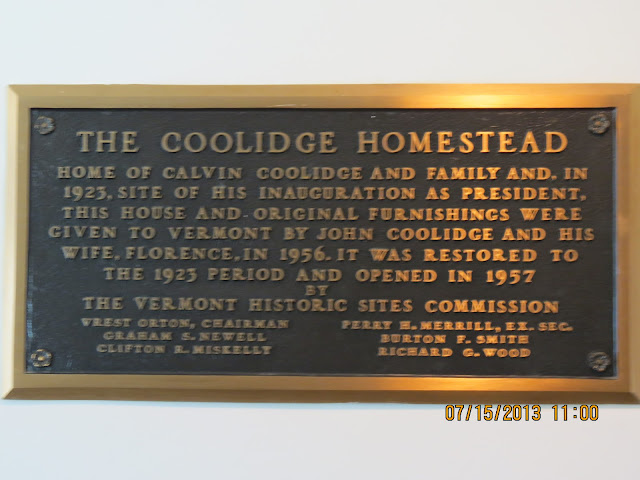 THE COOLIDGE HOMESTEAD
HOME OF CALVIN COOLIDGE AND FAMILY AND, IN
1923, SITE OF HIS INAUGURATION AS PRESIDENT,
THIS HOUSE AND ORIGINAL FURNISHINGS WERE
GIVEN TO VERMONT BY JOHN COOLIDGE AND HIS
WIFE, FLORENCE, IN 1956. IT WAS RESTORED TO
THE 1923 PERIOD AND OPENED IN 1957
BY
THE VERMONT HISTORIC SITES COMMISSION
VREST ORTON, CHAIRMAN
GRAHAM S. NEWELL
CLIFTON R. MISKELLY
PERRY H. MERRILL, EX. SEC.
BURTON F. SMITH
RICHARD G. WOOD
07/15/2013 11:00